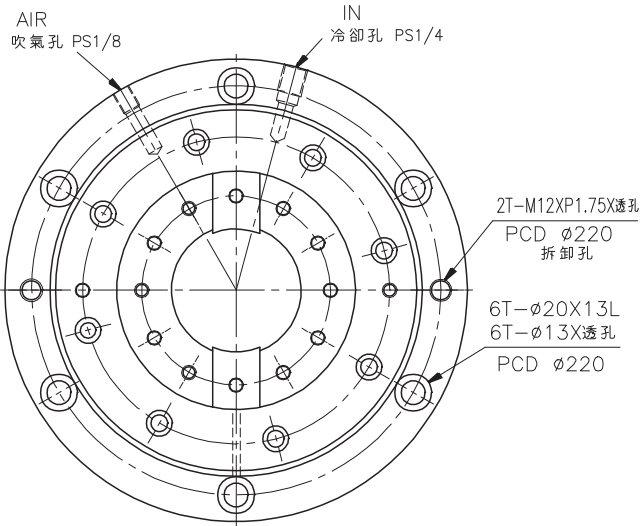 AIR
吹氣孔 PS1/8
IN
冷卻孔 PS1/4
2T-M12XP1.75X透孔
PCD ø220
拆卸孔
6T-ø20X13L
6T-ø13X透孔
PCD ø220